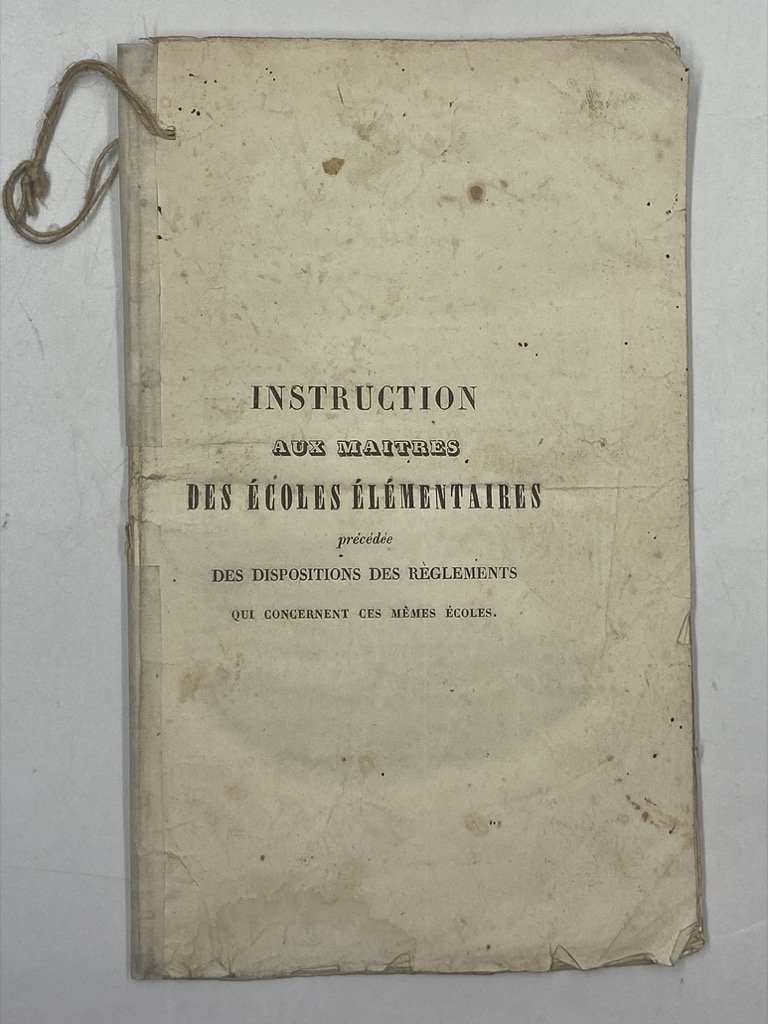 INSTRUCTION
AUX MAITRES
DES ÉCOLES ÉLÉMENTAIRES
précédée
DES DISPOSITIONS DES RÈGLEMENTS
QUI CONCERNENT CES MÊMES ÉCOLES.